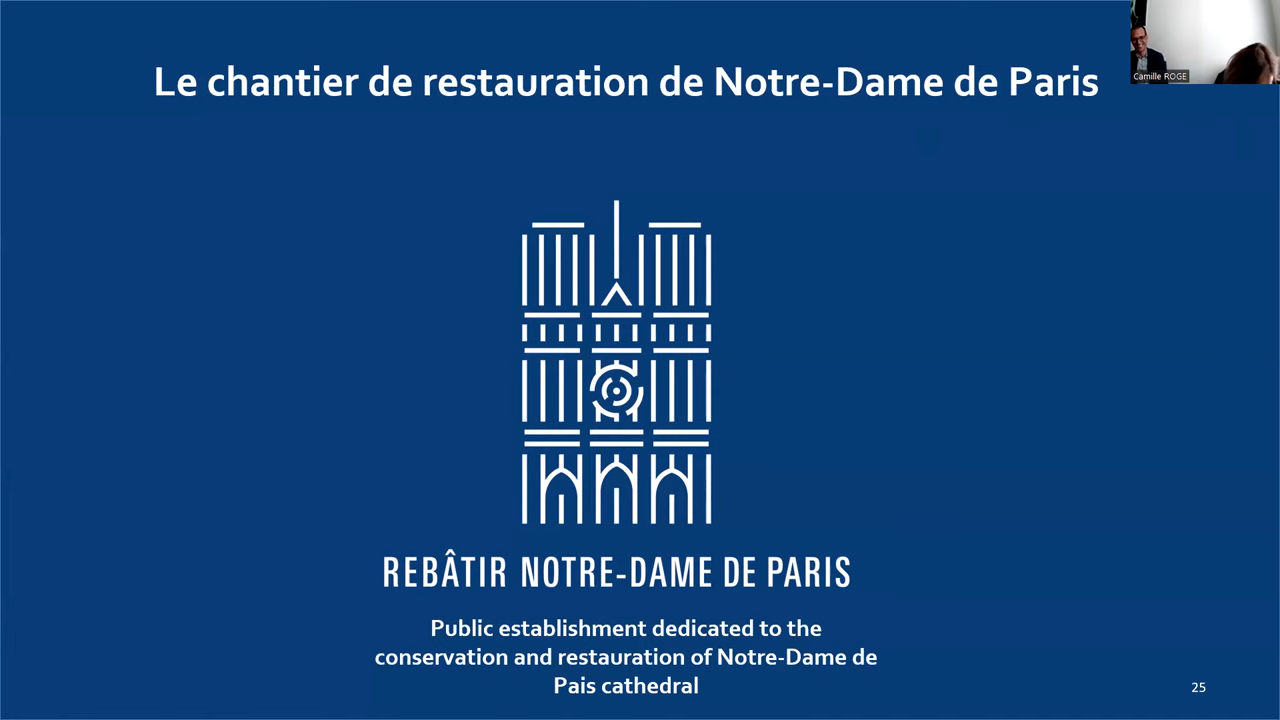 Le chantier de restauration de Notre-Dame de Paris
Camille ROGE
REBÂTIR NOTRE-DAME DE PARIS
Public establishment dedicated to the
conservation and restauration of Notre-Dame de
Pais cathedral
25